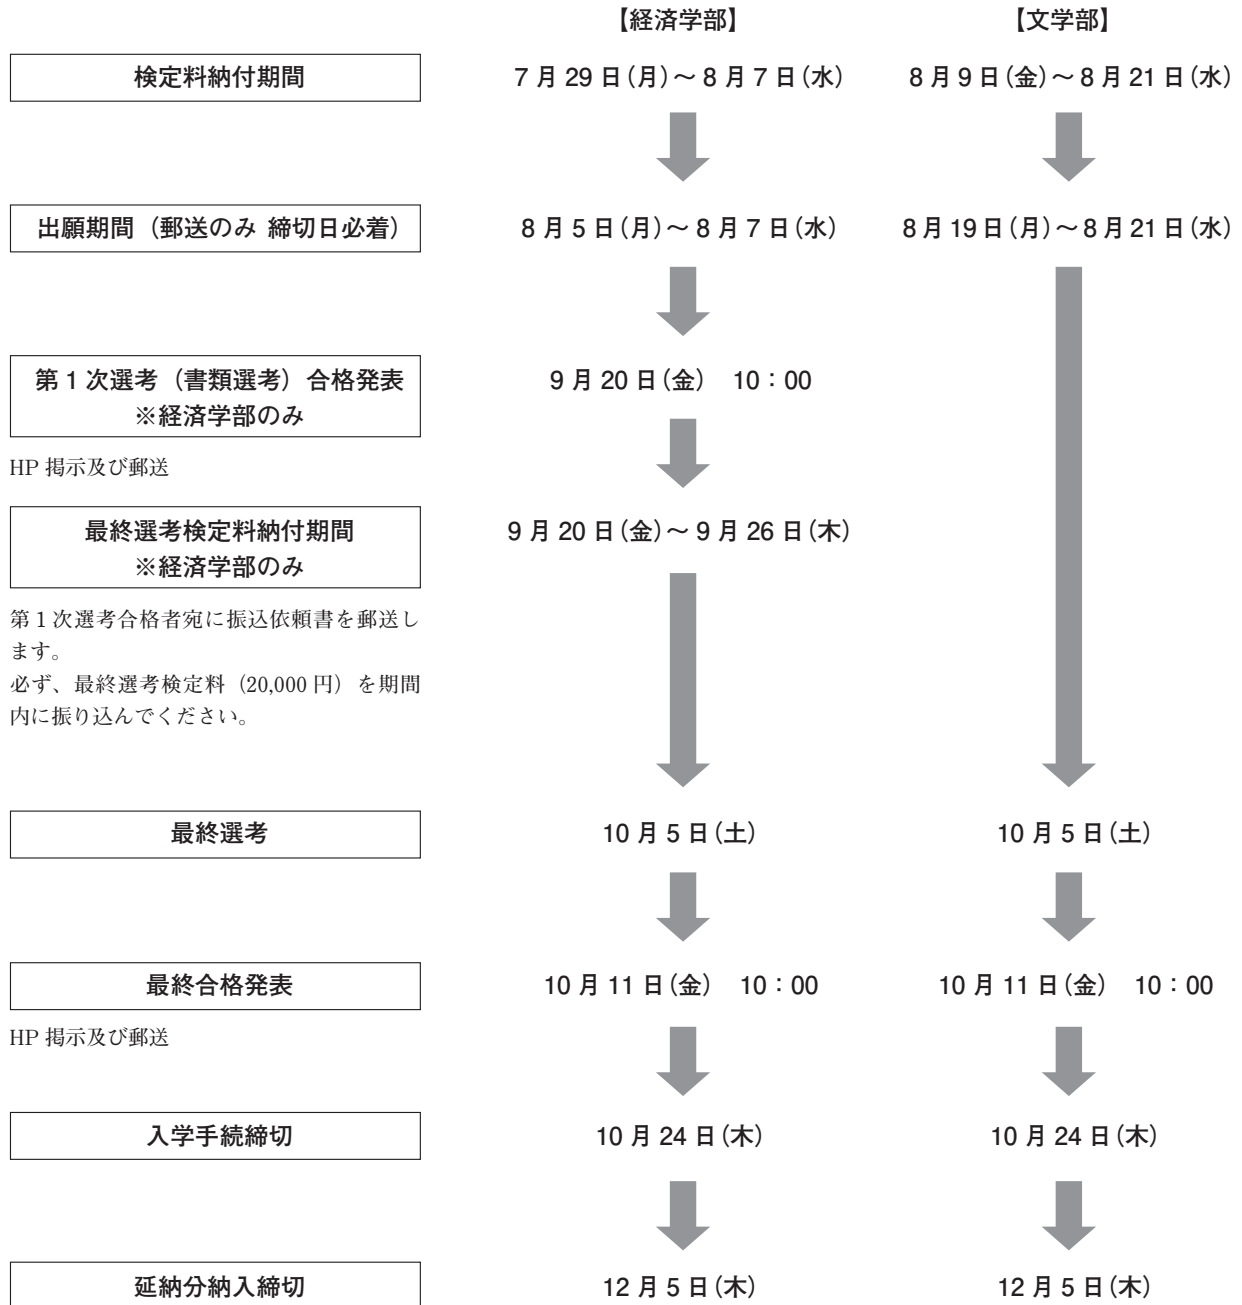 【経済学部】 【文学部】
検定料納付期間 7月29日(月)～8月7日(水) 8月9日(金)～8月21日(水)
出願期間（郵送のみ 締切日必着） 8月5日(月)～8月7日(水) 8月19日(月)～8月21日(水)
第1次選考（書類選考）合格発表 9月20日(金) 10：00
※経済学部のみ
HP 掲示及び郵送
最終選考検定料納付期間 9月20日(金)～9月26日(木)
※経済学部のみ
第1次選考合格者宛に振込依頼書を郵送し
ます。
必ず、最終選考検定料（20,000円）を期間
内に振り込んでください。
最終選考 10月5日(土) 10月5日(土)
最終合格発表 10月11日(金) 10：00 10月11日(金) 10：00
HP 掲示及び郵送
入学手続締切 10月24日(木) 10月24日(木)
延納分納入締切 12月5日(木) 12月5日(木)